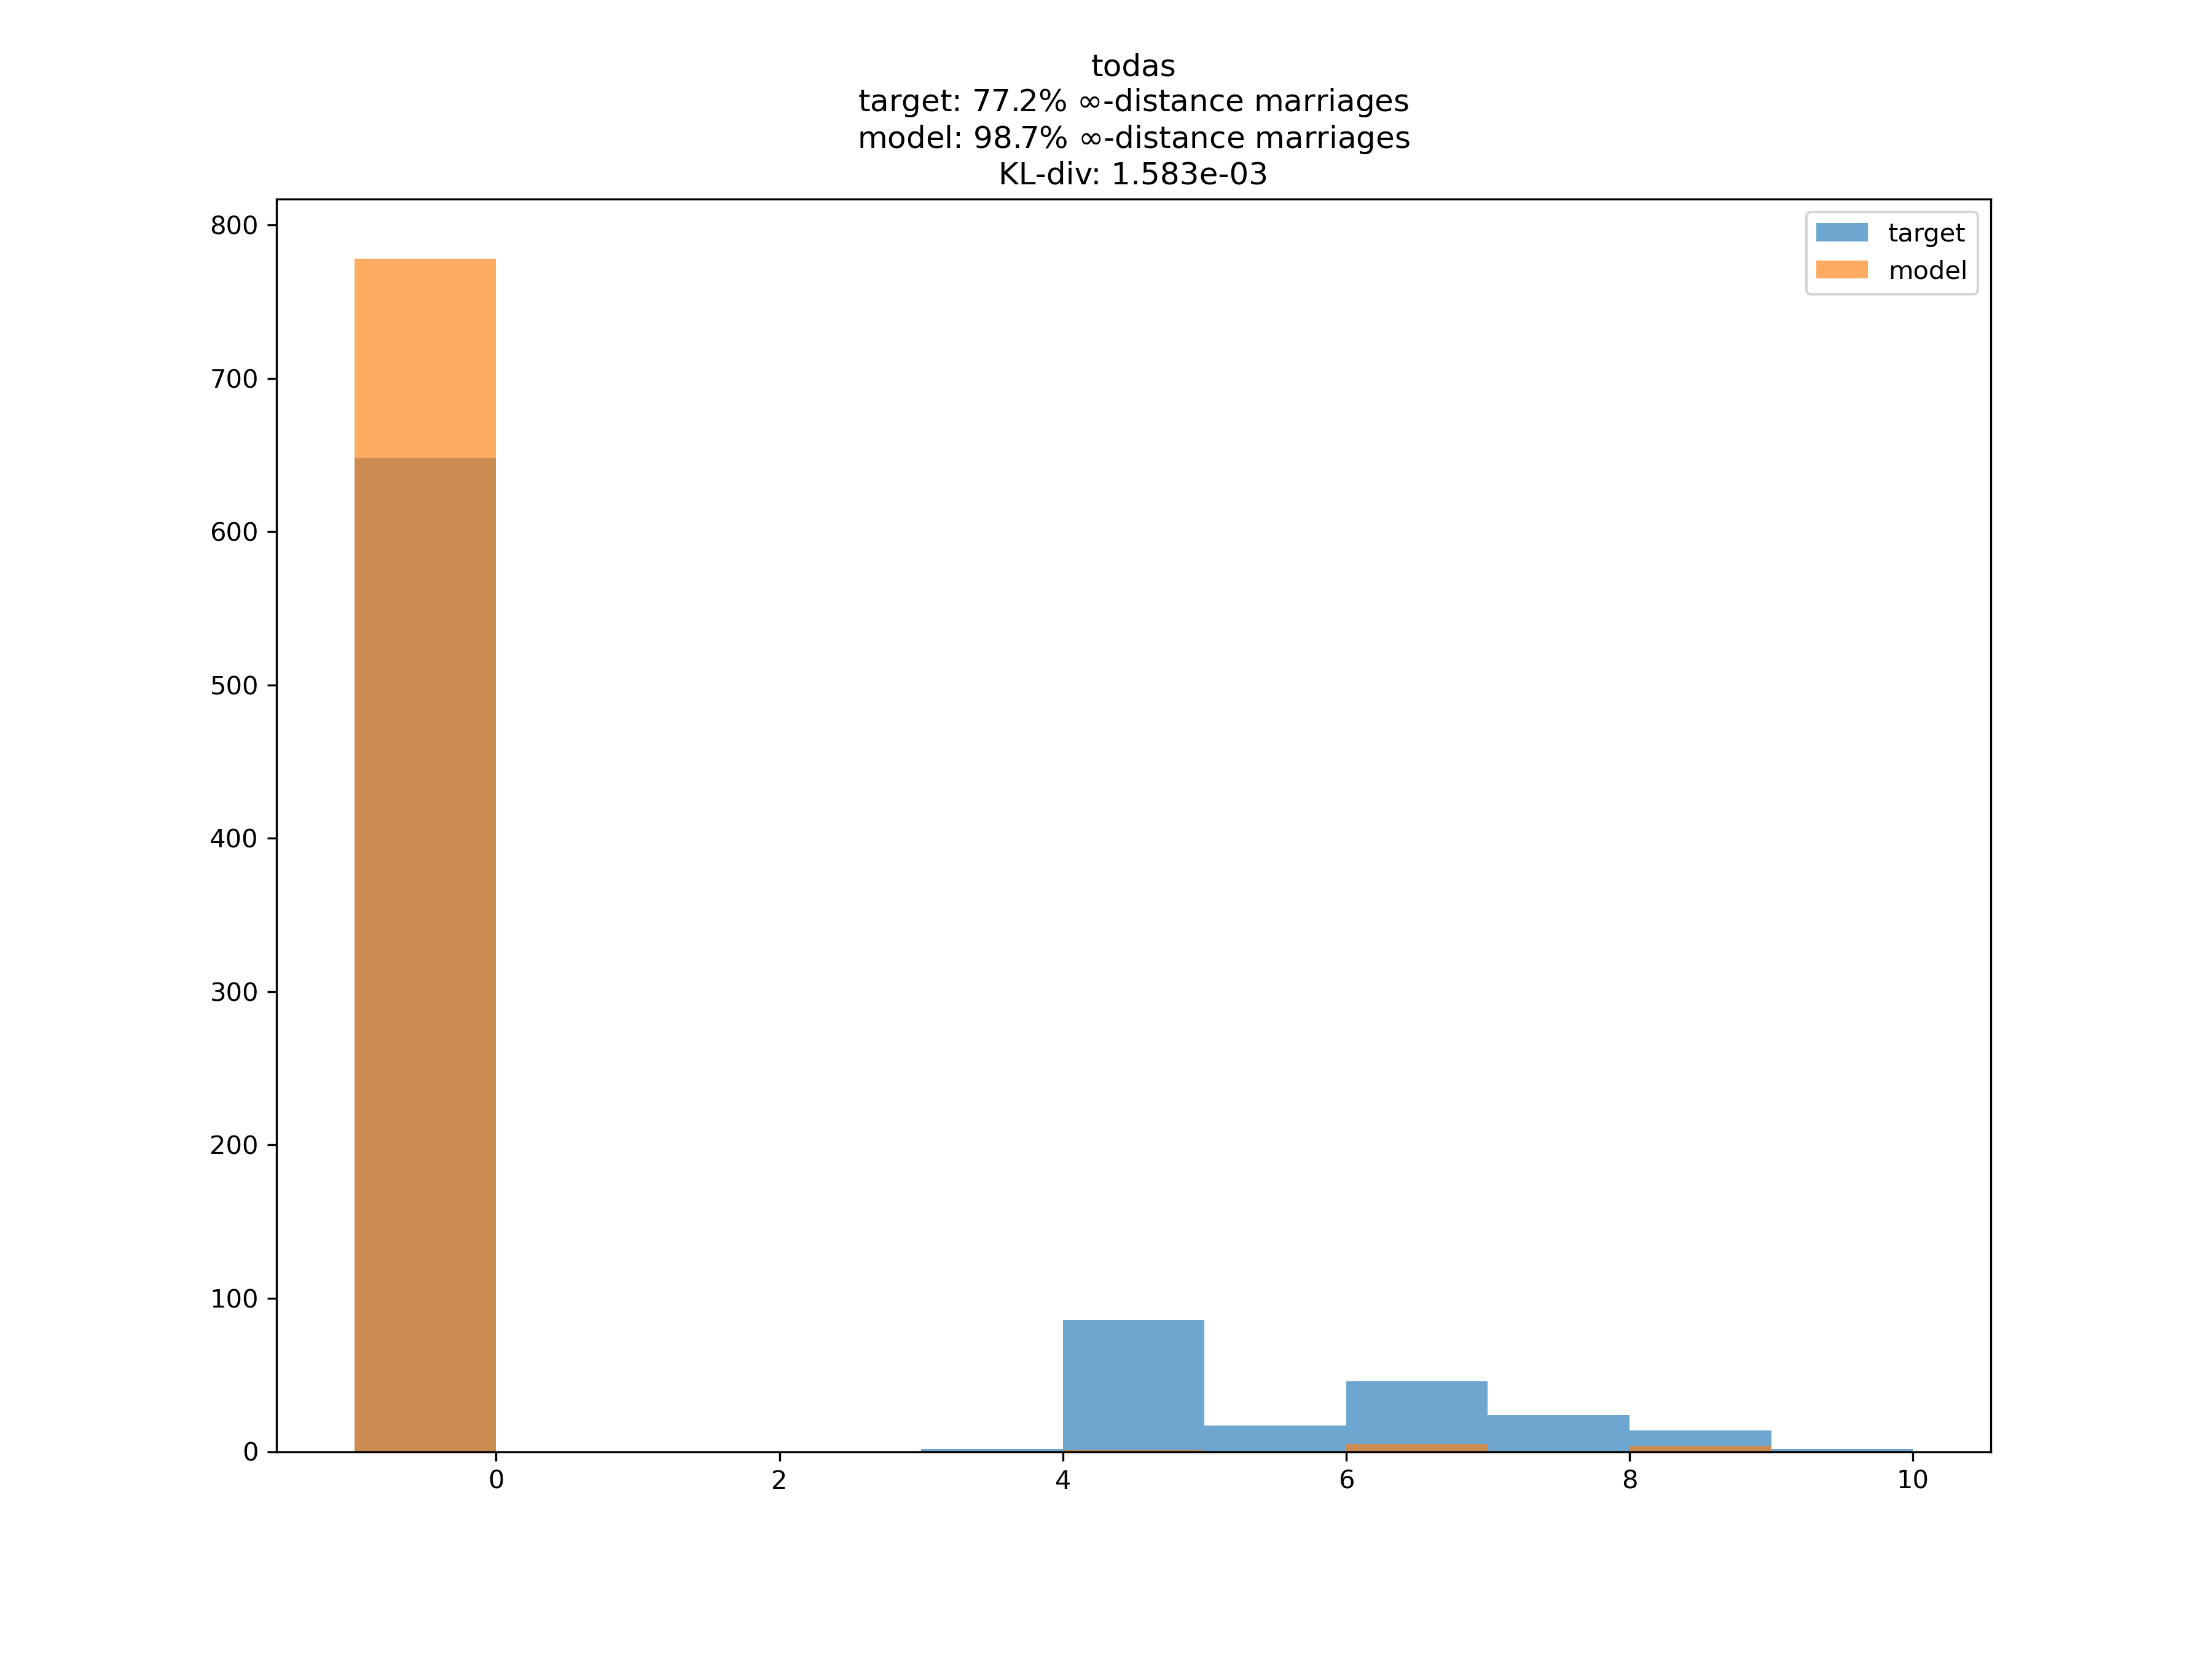 todas
target: 77.2% ∞-distance marriages
model: 98.7% ∞-distance marriages
KL-div: 1.583e-03
target
model
800
700
600
500
400
300
200
100
0
0 2 4 6 8 10